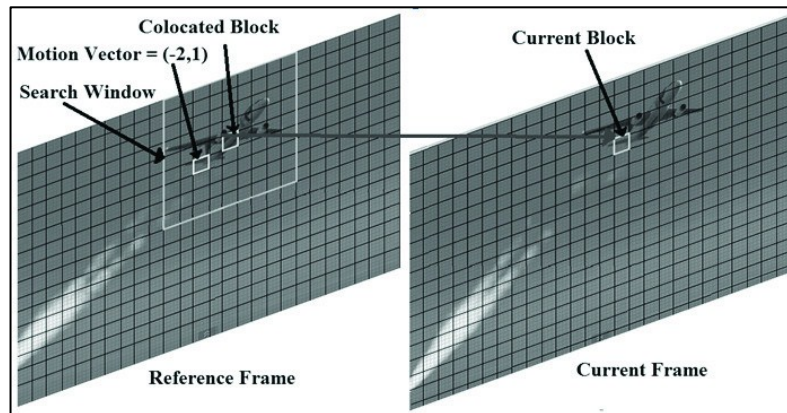 Colocated Block
Motion Vector = (-2,1)
Search Window
Current Block
Reference Frame
Current Frame